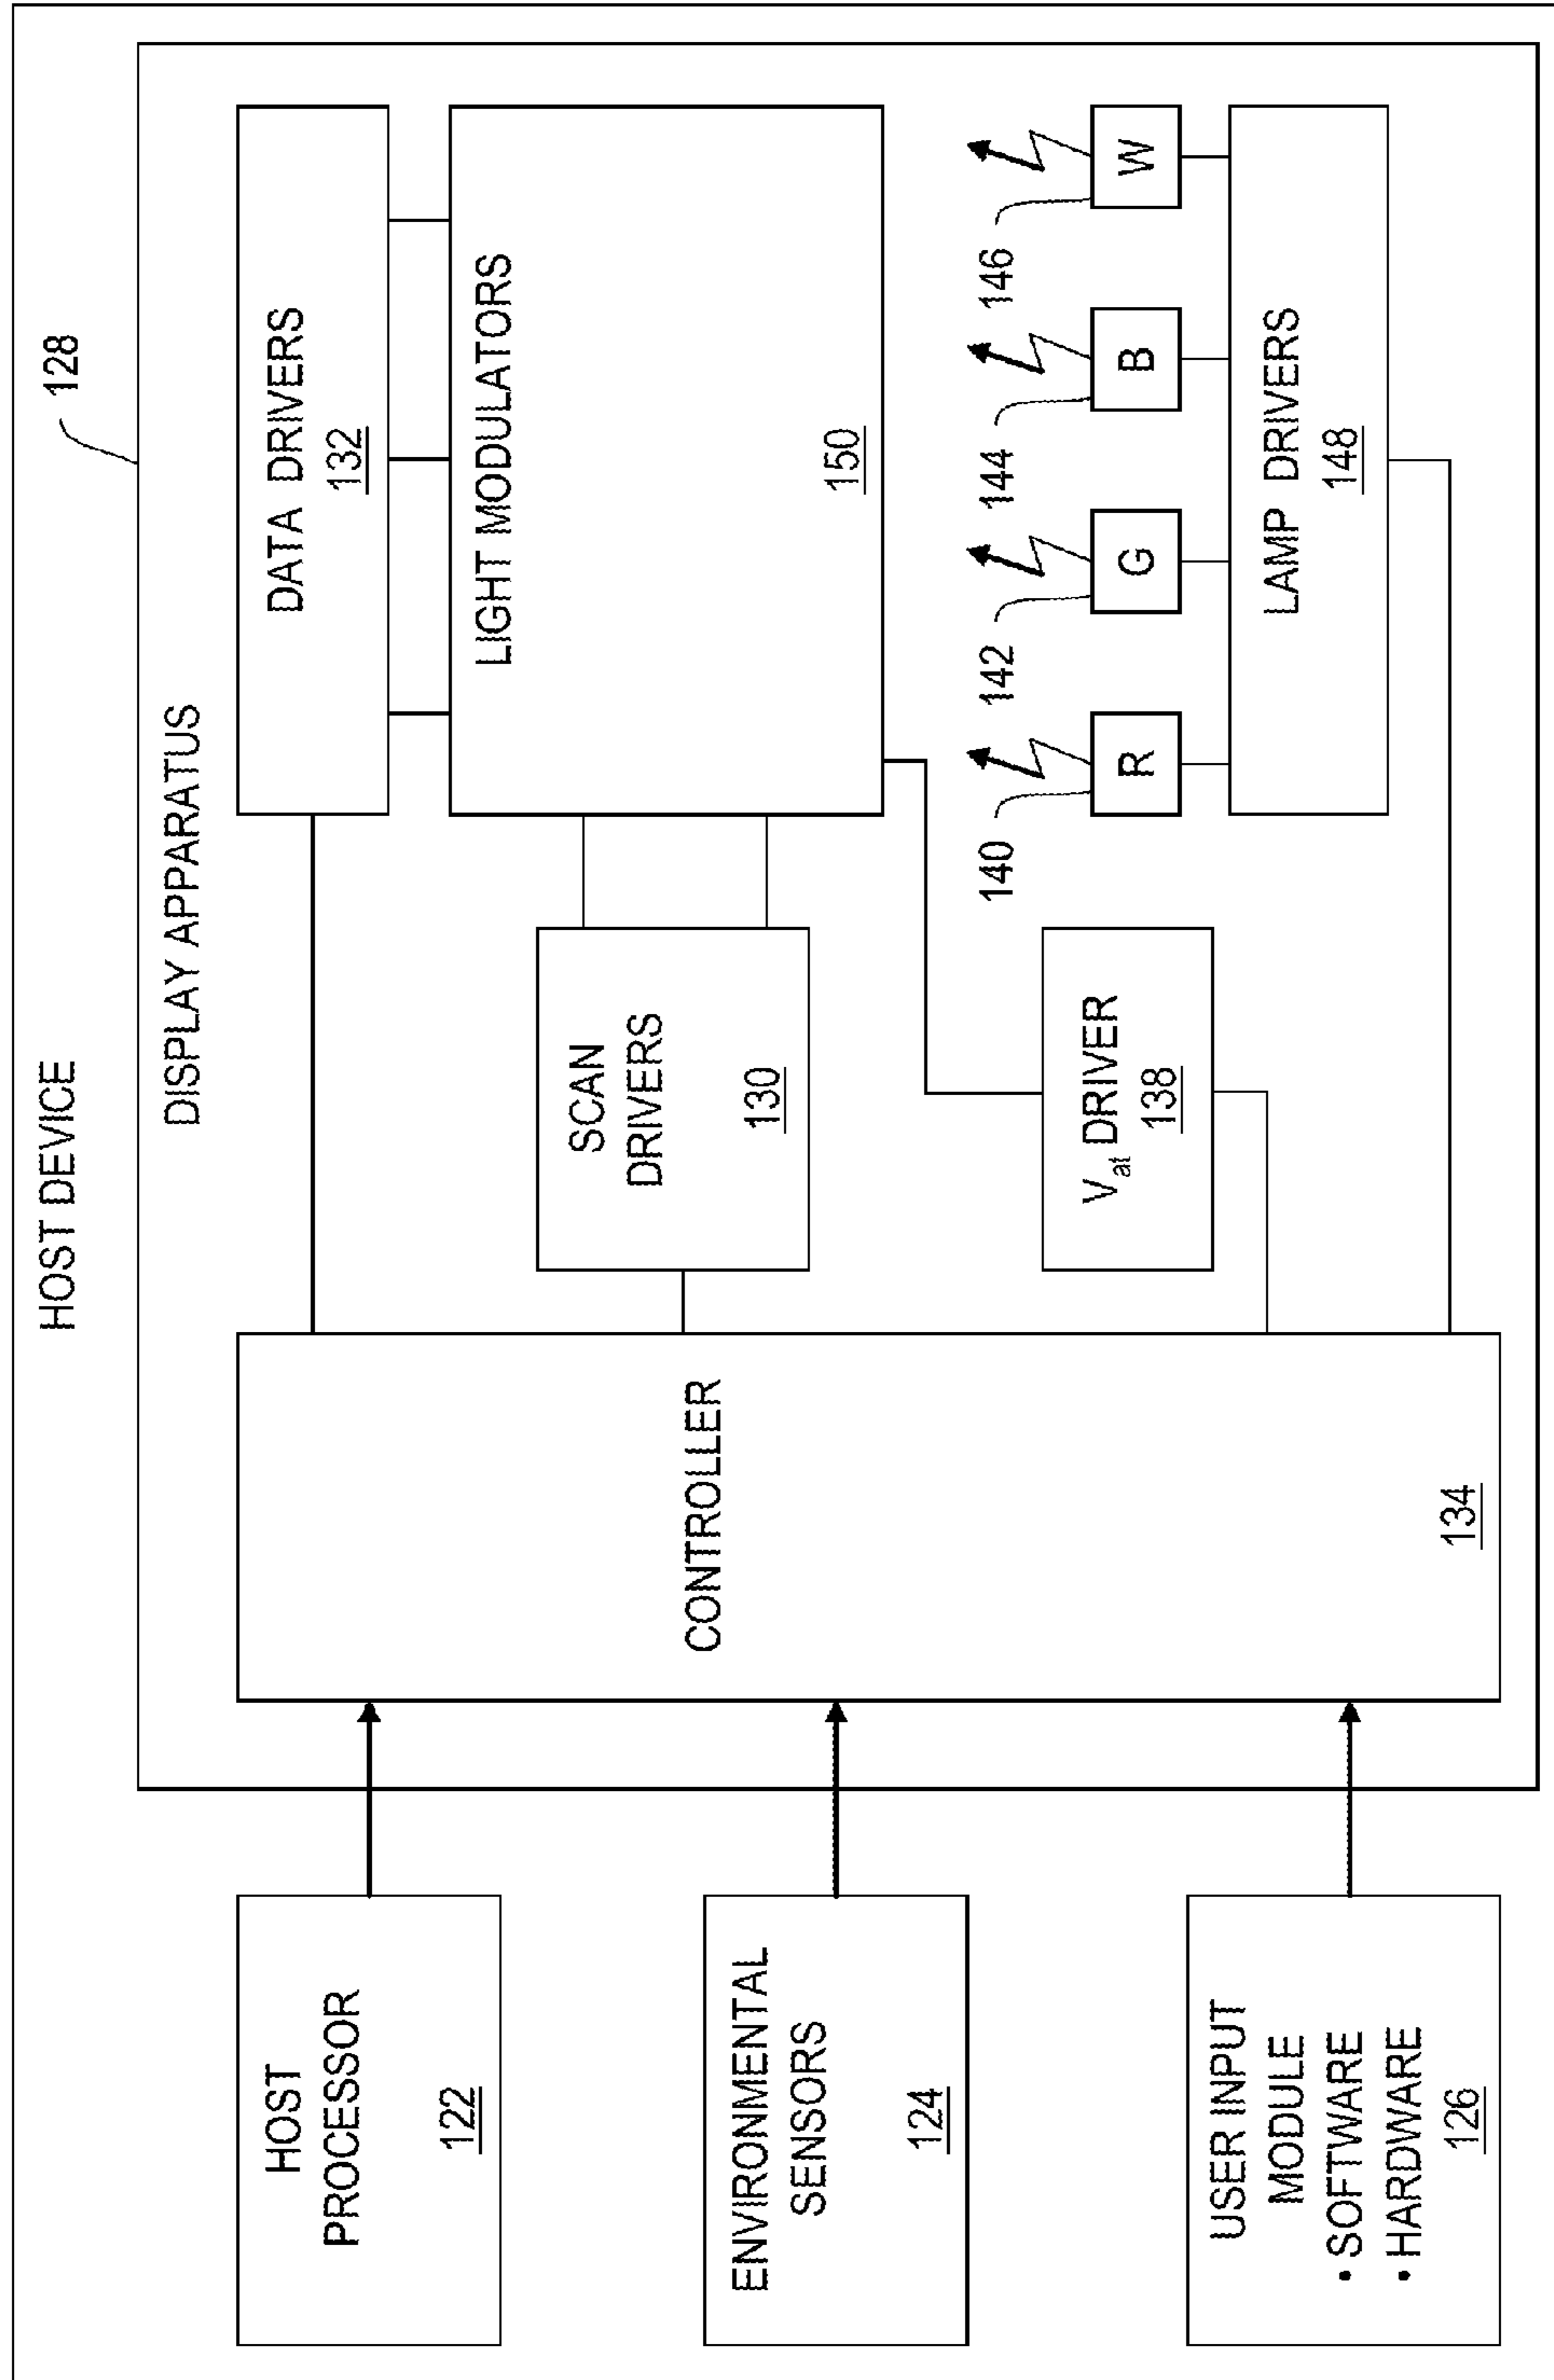 HOST DEVICE
128
DISPLAY APPARATUS
HOST
PROCESSOR
122
ENVIRONMENTAL
SENSORS
124
USER INPUT
MODULE
• SOFTWARE
• HARDWARE
126
CONTROLLER
134
SCAN
DRIVERS
130
Vat DRIVER
138
DATA DRIVERS
132
LIGHT MODULATORS
150
140
142
144
146
R
G
B
W
LAMP DRIVERS
148